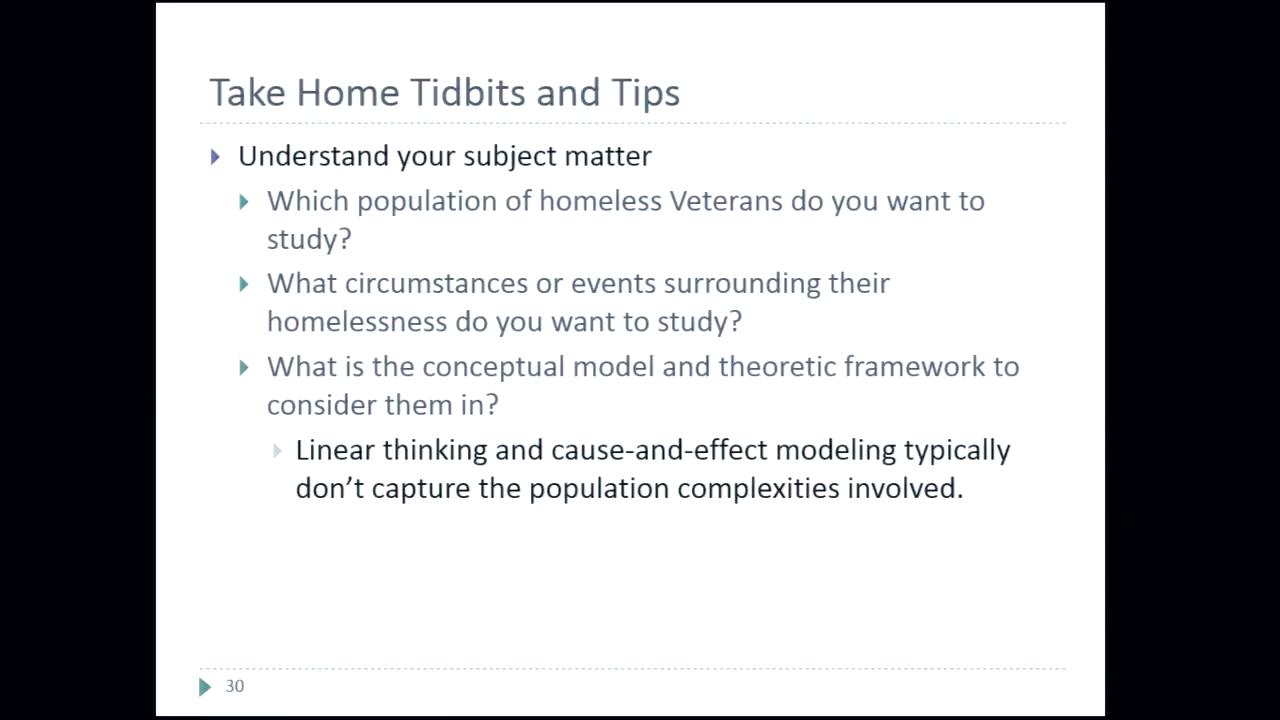 Take Home Tidbits and Tips
Understand your subject matter
Which population of homeless Veterans do you want to
study?
What circumstances or events surrounding their
homelessness do you want to study?
What is the conceptual model and theoretic framework to
consider them in?
Linear thinking and cause-and-effect modeling typically
don’t capture the population complexities involved.
30